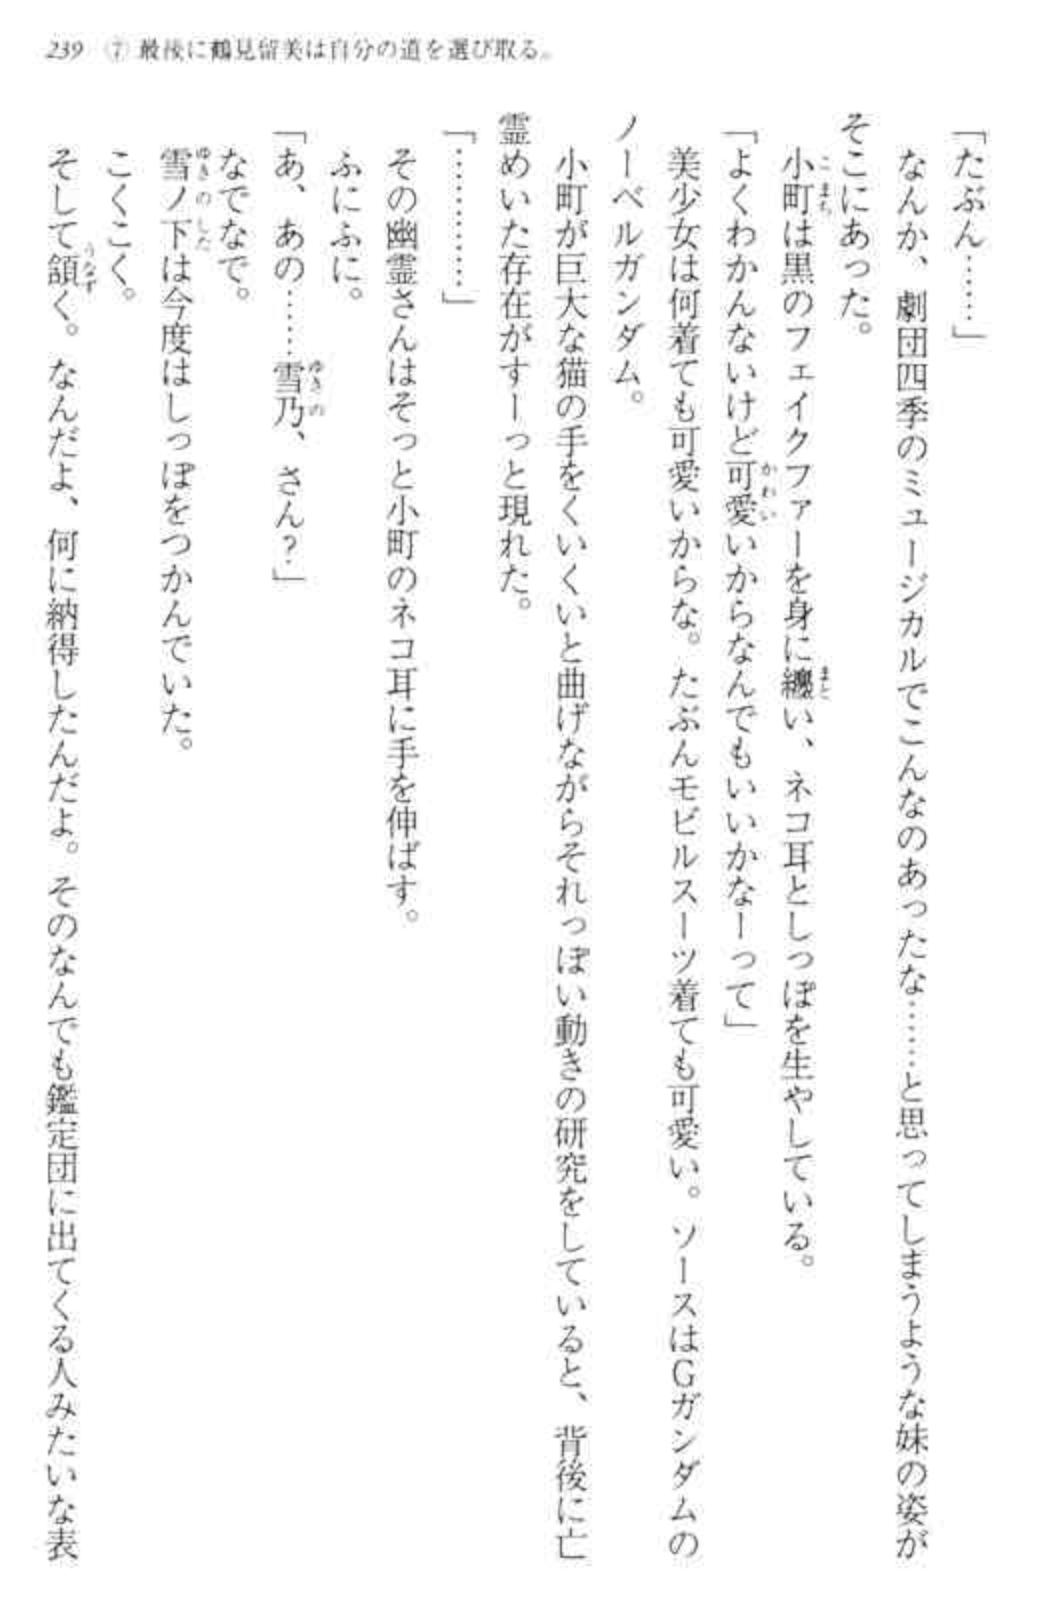 239 ⑦ 最後に鶴見留美は自分の道を選び取る。
「たぶん……」
なんか、劇団四季のミュージカルでこんなのあったな……と思ってしまうような妹の姿が
そこにあった。
小町は黒のフェイクファーを身に纏い、ネコ耳としっぽを生やしている。
「よくわかんないけど可愛いからなんでもいいかなーって」
美少女は何着ても可愛いからな。たぶんモビルスーツ着ても可愛い。ソースはGガンダムの
ノーベルガンダム。
小町が巨大な猫の手をくいくいと曲げながらそれっぽい動きの研究をしていると、背後に亡
霊めいた存在がすーっと現れた。
「…………」
その幽霊さんはそっと小町のネコ耳に手を伸ばす。
ふにふに。
「あ、あの……雪乃、さん？」
なでなで。
雪ノ下は今度はしっぽをつかんでいた。
こくこく。
そして頷く。なんだよ、何に納得したんだよ。そのなんでも鑑定団に出てくる人みたいな表